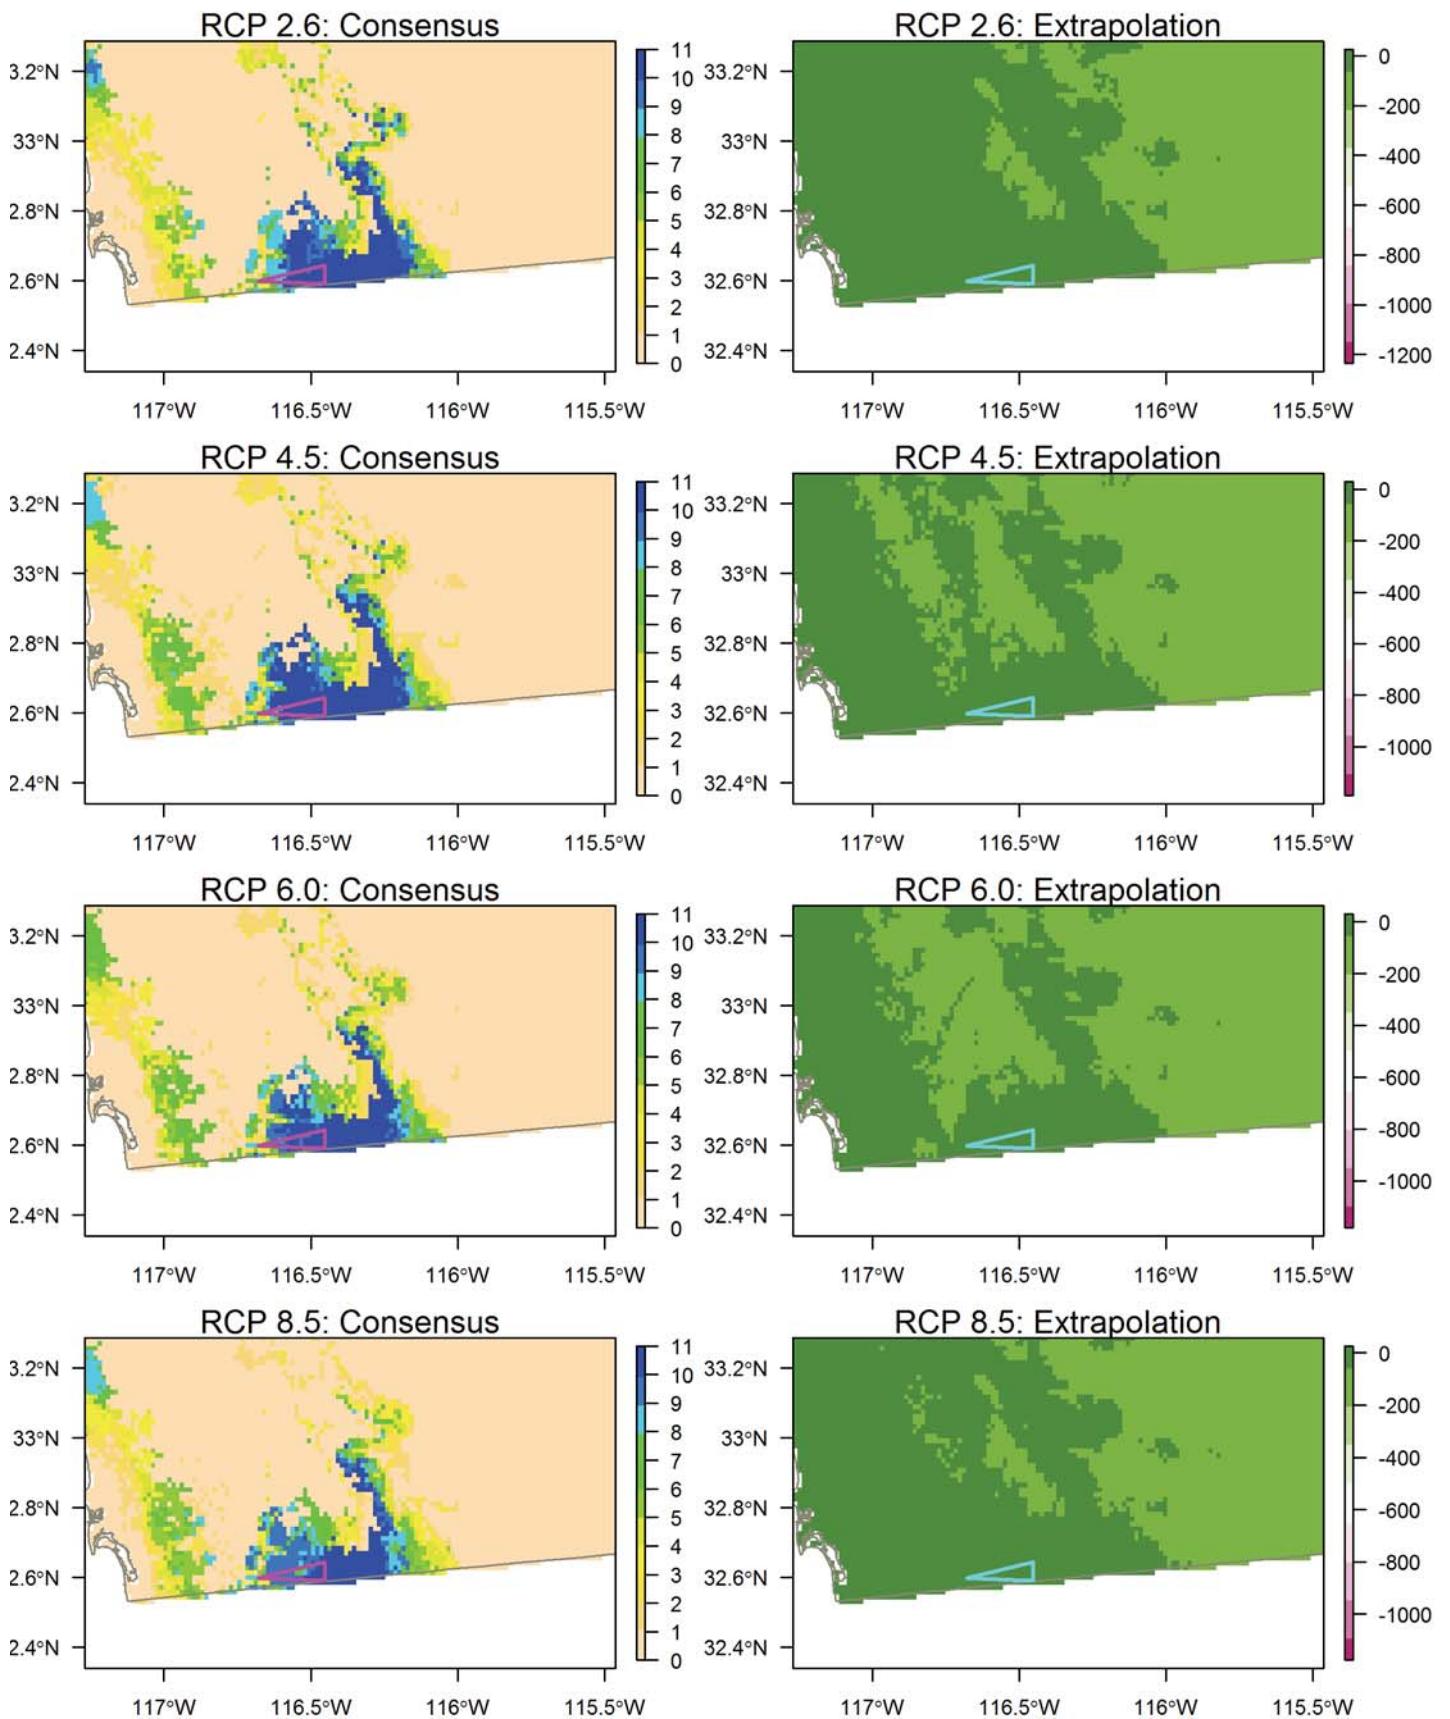 RCP 2.6: Consensus
3.2°N
33°N
2.8°N
2.6°N
2.4°N
117°W 116.5°W 116°W 115.5°W
11
10
9
8
7
6
5
4
3
2
1
0
RCP 2.6: Extrapolation
33.2°N
33°N
32.8°N
32.6°N
32.4°N
117°W 116.5°W 116°W 115.5°W
0
-200
-400
-600
-800
-1000
-1200
RCP 4.5: Consensus
3.2°N
33°N
2.8°N
2.6°N
2.4°N
117°W 116.5°W 116°W 115.5°W
11
10
9
8
7
6
5
4
3
2
1
0
RCP 4.5: Extrapolation
33.2°N
33°N
32.8°N
32.6°N
32.4°N
117°W 116.5°W 116°W 115.5°W
0
-200
-400
-600
-800
-1000
RCP 6.0: Consensus
3.2°N
33°N
2.8°N
2.6°N
2.4°N
117°W 116.5°W 116°W 115.5°W
11
10
9
8
7
6
5
4
3
2
1
0
RCP 6.0: Extrapolation
33.2°N
33°N
32.8°N
32.6°N
32.4°N
117°W 116.5°W 116°W 115.5°W
0
-200
-400
-600
-800
-1000
RCP 8.5: Consensus
3.2°N
33°N
2.8°N
2.6°N
2.4°N
117°W 116.5°W 116°W 115.5°W
11
10
9
8
7
6
5
4
3
2
1
0
RCP 8.5: Extrapolation
33.2°N
33°N
32.8°N
32.6°N
32.4°N
117°W 116.5°W 116°W 115.5°W
0
-200
-400
-600
-800
-1000